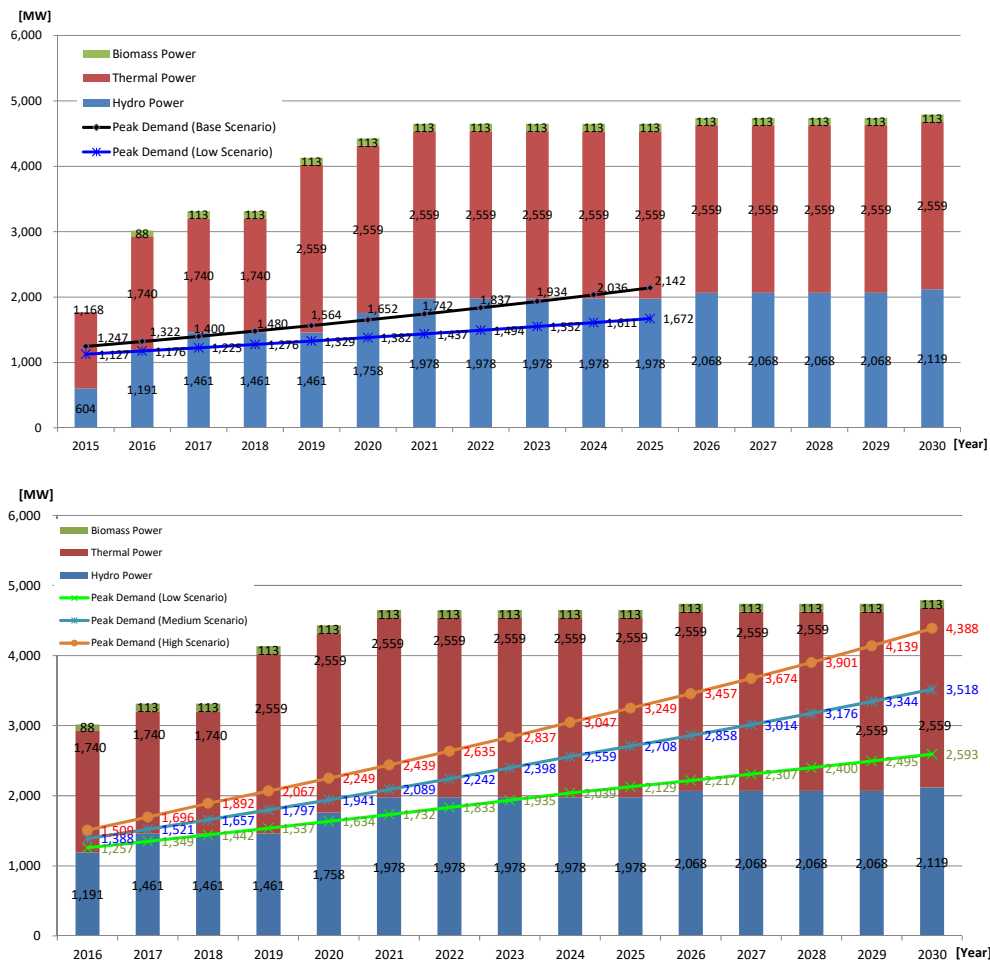 [MW]
6,000
5,000
4,000
3,000
2,000
1,000
0
Biomass Power
Thermal Power
Hydro Power
Peak Demand (Base Scenario)
Peak Demand (Low Scenario)
88 113 113 113 113 113 113 113 113 113 113 113 113 113 113
1,168 1,740 1,740 1,740 2,559 2,559 2,559 2,559 2,559 2,559 2,559 2,559 2,559 2,559 2,559 2,559
1,247 1,322 1,400 1,480 1,564 1,652 1,742 1,837 1,934 2,036 2,142
1,127 1,176 1,225 1,276 1,329 1,382 1,437 1,494 1,552 1,611 1,672
604 1,191 1,461 1,461 1,461 1,758 1,978 1,978 1,978 1,978 1,978 2,068 2,068 2,068 2,068 2,119
2015 2016 2017 2018 2019 2020 2021 2022 2023 2024 2025 2026 2027 2028 2029 2030 [Year]
[MW]
6,000
5,000
4,000
3,000
2,000
1,000
0
Biomass Power
Thermal Power
Hydro Power
Peak Demand (Low Scenario)
Peak Demand (Medium Scenario)
Peak Demand (High Scenario)
88 113 113 113 113 113 113 113 113 113 113 113 113 113 113
1,740 1,740 1,740 2,559 2,559 2,559 2,559 2,559 2,559 2,559 2,559 2,559 2,559 2,559 2,559
1,509 1,696 1,892 2,067 2,249 2,439 2,635 2,837 3,047 3,249 3,457 3,674 3,901 4,139 4,388
1,388 1,521 1,657 1,797 1,941 2,089 2,242 2,398 2,559 2,708 2,858 3,014 3,176 3,344 3,518
1,257 1,349 1,442 1,537 1,634 1,732 1,833 1,935 2,039 2,129 2,217 2,307 2,400 2,495 2,593
1,191 1,461 1,461 1,461 1,758 1,978 1,978 1,978 1,978 1,978 2,068 2,068 2,068 2,068 2,119
2016 2017 2018 2019 2020 2021 2022 2023 2024 2025 2026 2027 2028 2029 2030 [Year]